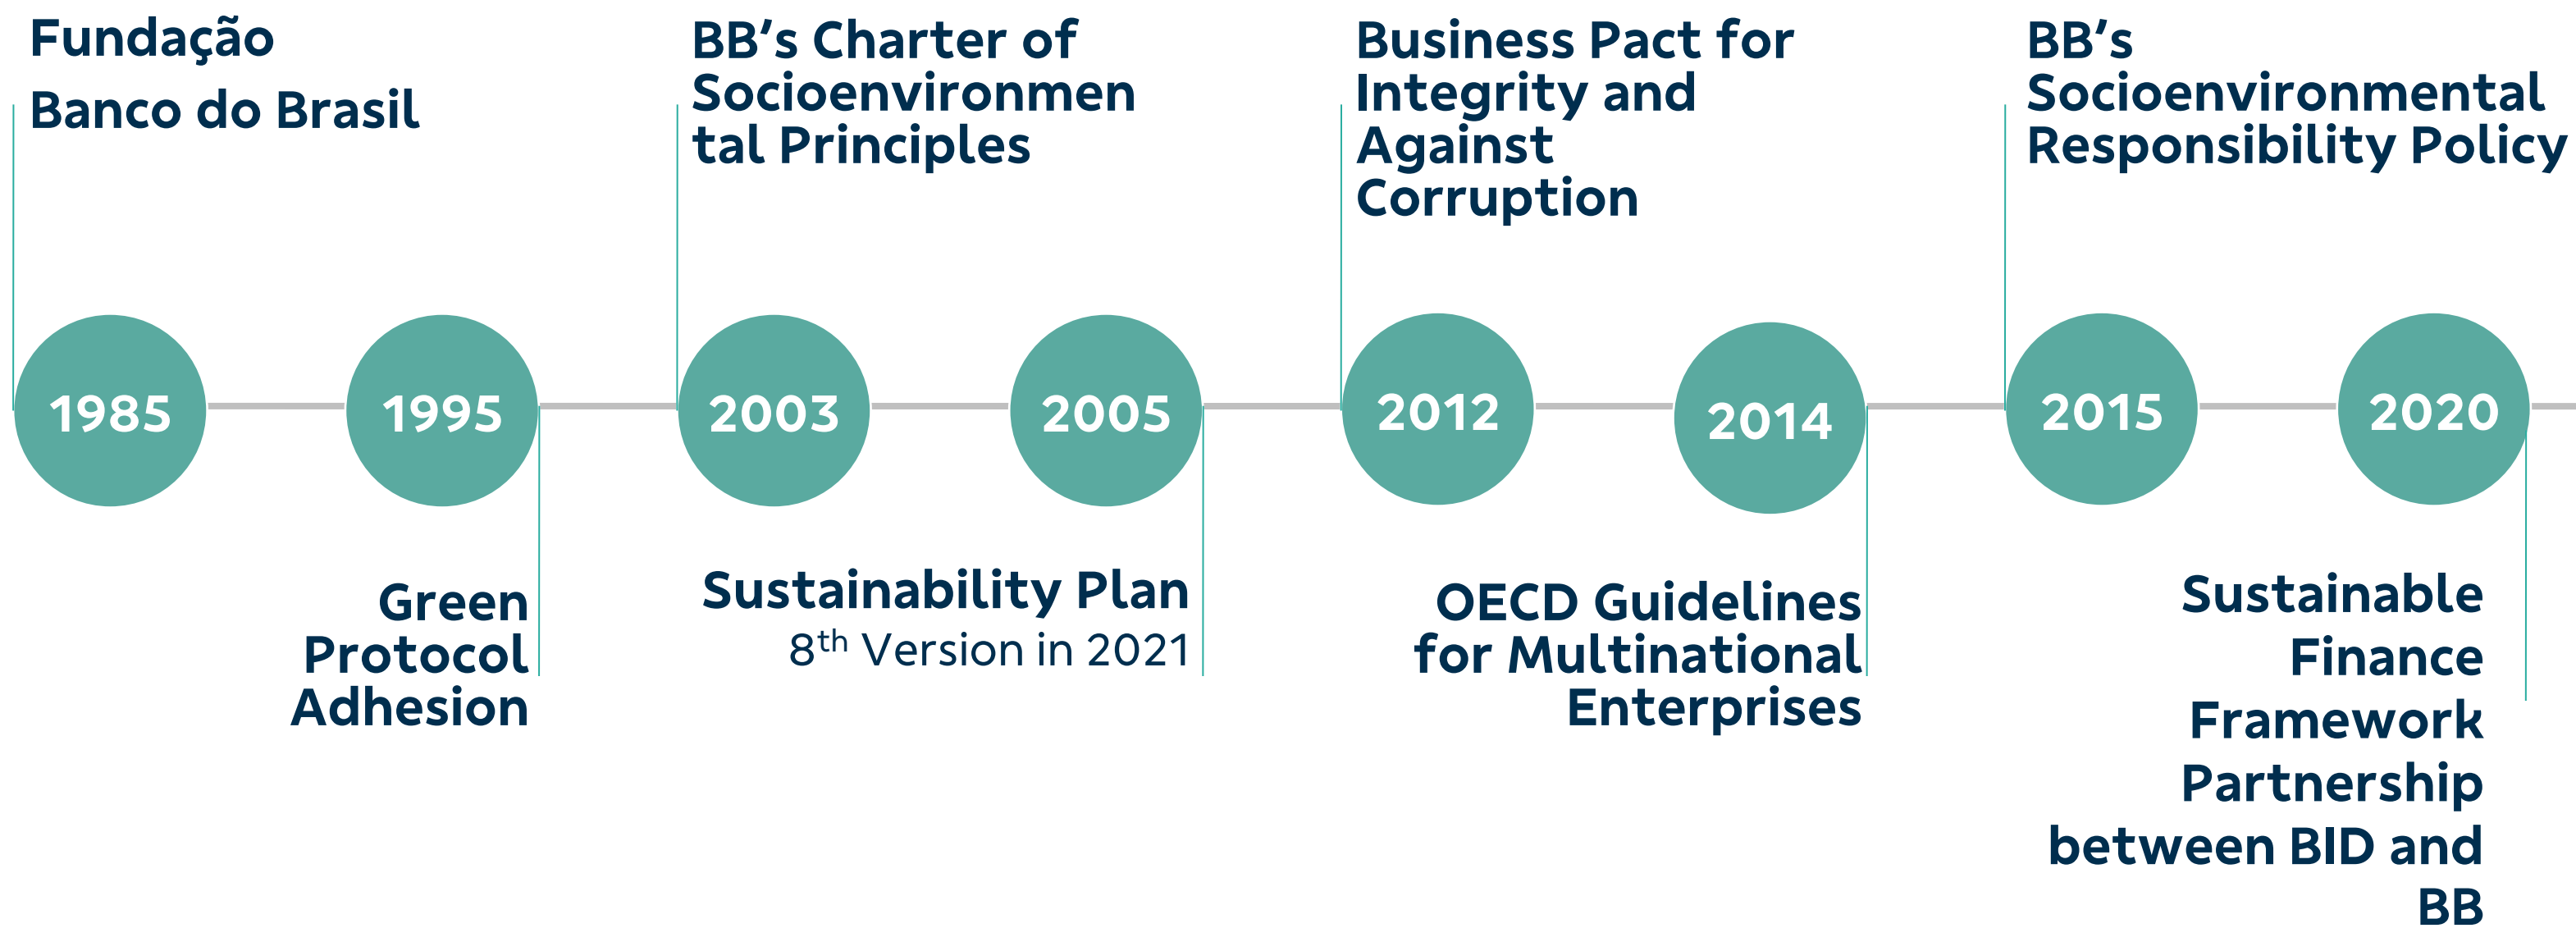 Fundação
Banco do Brasil
BB’s Charter of
Socioenvironmen
tal Principles
Business Pact for
Integrity and
Against
Corruption
BB’s
Socioenvironmental
Responsibility Policy
1985
1995
2003
2005
2012
2014
2015
2020
Green
Protocol
Adhesion
Sustainability Plan
8th Version in 2021
OECD Guidelines
for Multinational
Enterprises
Sustainable
Finance
Framework
Partnership
between BID and
BB